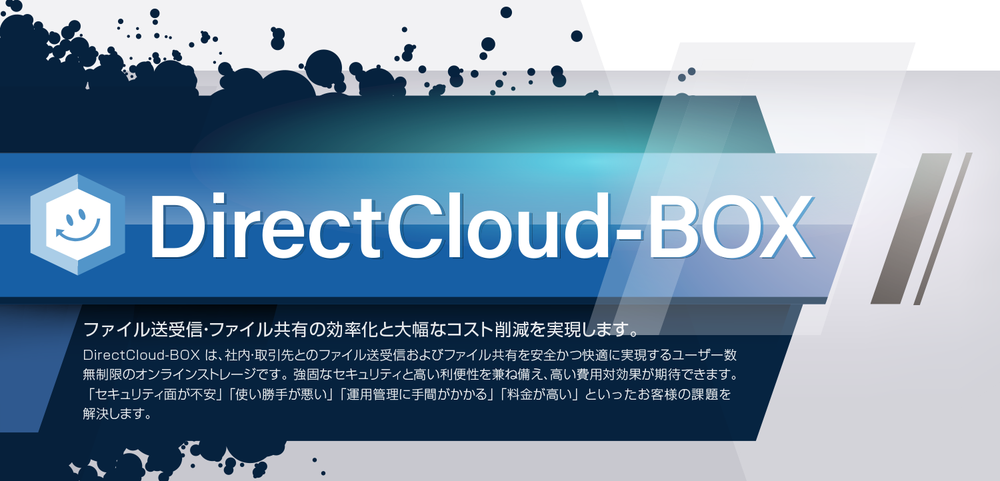 DirectCloud-BOX
ファイル送受信・ファイル共有の効率化と大幅なコスト削減を実現します。
DirectCloud-BOX は、社内・取引先とのファイル送受信およびファイル共有を安全かつ快適に実現するユーザー数
無制限のオンラインストレージです。強固なセキュリティと高い利便性を兼ね備え、高い費用対効果が期待できます。
「セキュリティ面が不安」「使い勝手が悪い」「運用管理に手間がかかる」「料金が高い」といったお客様の課題を
解決します。